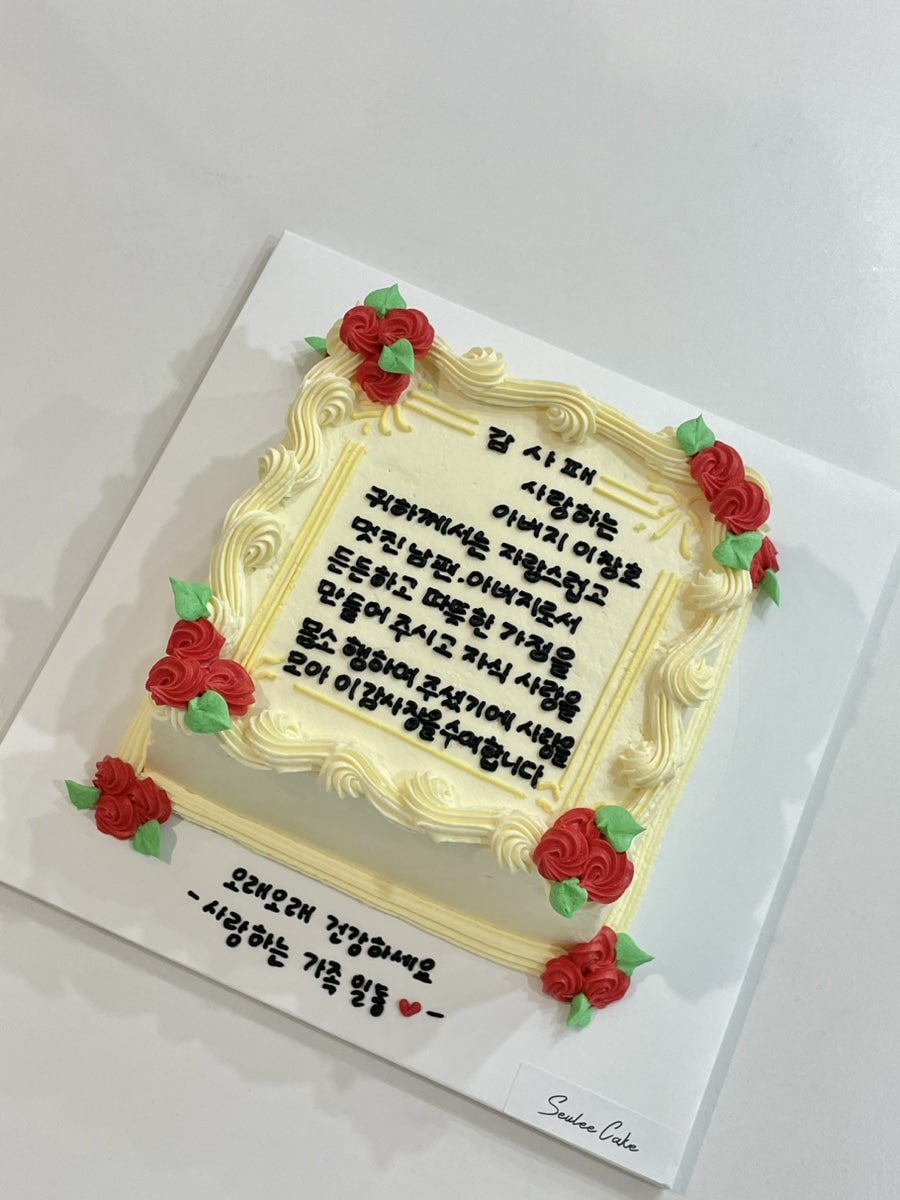 감사패
사랑하는
아버지 이창호
귀하께서는 자랑스럽고
멋진 남편.아버지로서
든든하고 따뜻한 가정을
만들어 주시고 자식 사랑을
몸소 행하여 주셨기에 사랑을
모아 이 감사장을 수여합니다
오래오래 건강하세요
-사랑하는 가족 일동 ❤-
Seulee Cake